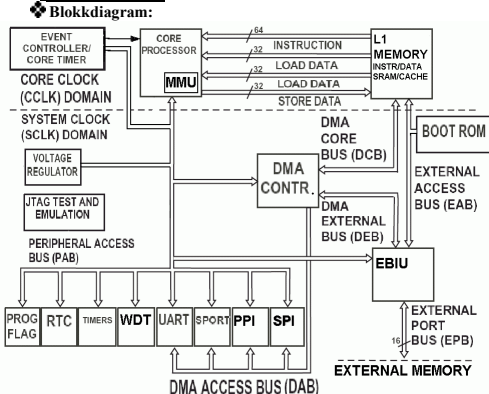 ❖Blokkdiagram:
EVENT
CONTROLLER/
CORE TIMER
CORE
PROCESSOR
MMU
64
INSTRUCTION
32
LOAD DATA
32
LOAD DATA
32
STORE DATA
L1
MEMORY
INSTR/DATA
SRAM/CACHE
CORE CLOCK
(CCLK) DOMAIN
SYSTEM CLOCK
(SCLK) DOMAIN
VOLTAGE
REGULATOR
JTAG TEST AND
EMULATION
PERIPHERAL ACCESS
BUS (PAB)
DMA
CORE
BUS (DCB)
BOOT ROM
DMA
CONTR.
EXTERNAL
ACCESS
BUS (EAB)
DMA
EXTERNAL
BUS (DEB)
EBIU
PROG
FLAG
RTC
TIMERS
WDT
UART
SPORT
PPI
SPI
EXTERNAL
PORT
BUS (EPB)
16
DMA ACCESS BUS (DAB)
EXTERNAL MEMORY